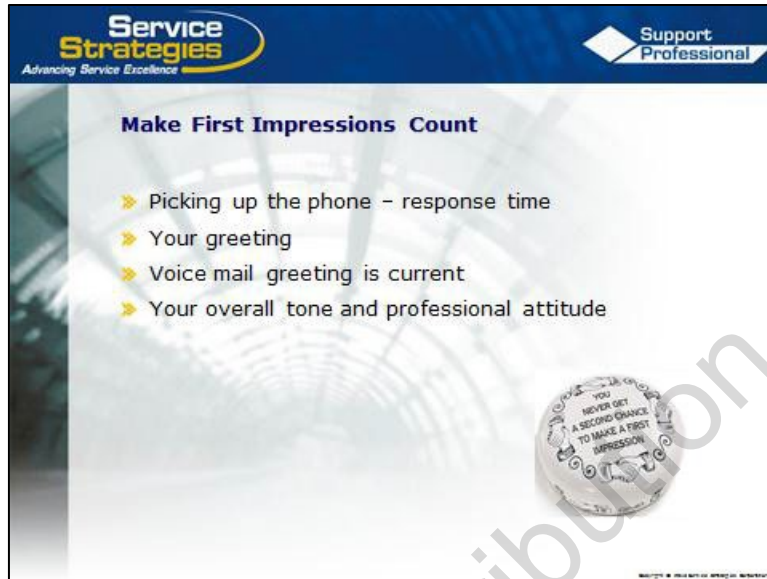 Service
Strategies
Advancing Service Excellence
Support
Professional
Make First Impressions Count
» Picking up the phone – response time
» Your greeting
» Voice mail greeting is current
» Your overall tone and professional attitude
YOU
NEVER GET
A SECOND CHANCE
TO MAKE A FIRST
IMPRESSION